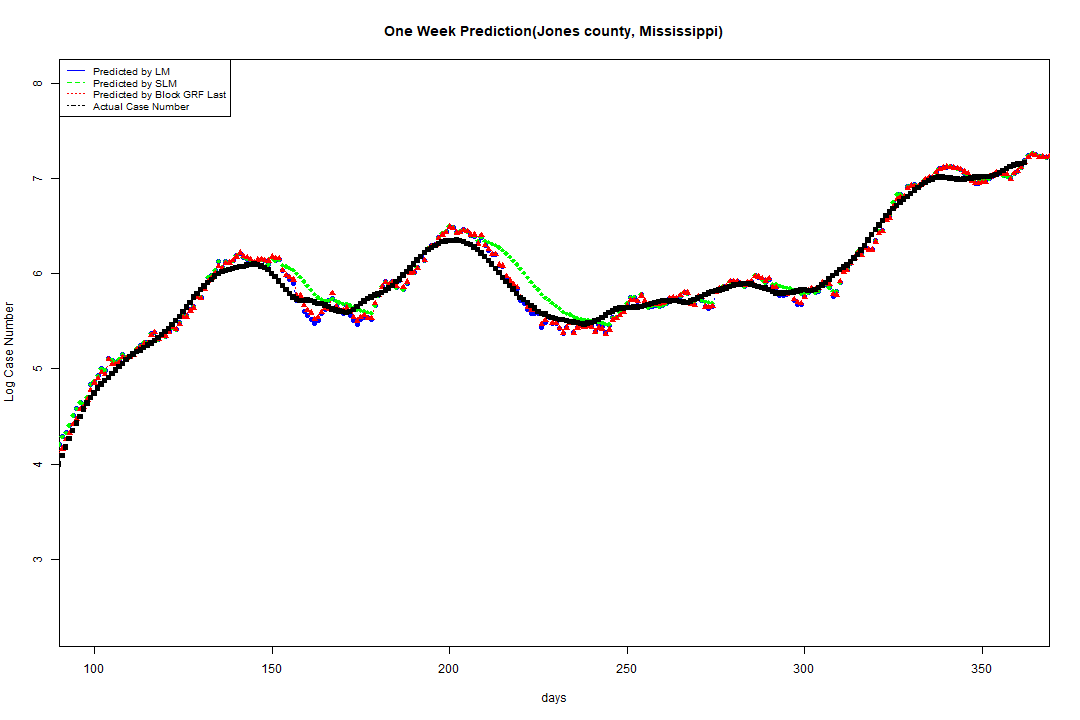 One Week Prediction(Jones county, Mississippi)
Predicted by LM
Predicted by SLM
Predicted by Block GRF Last
Actual Case Number
8
7
6
5
4
3
Log Case Number
100 150 200 250 300 350
days